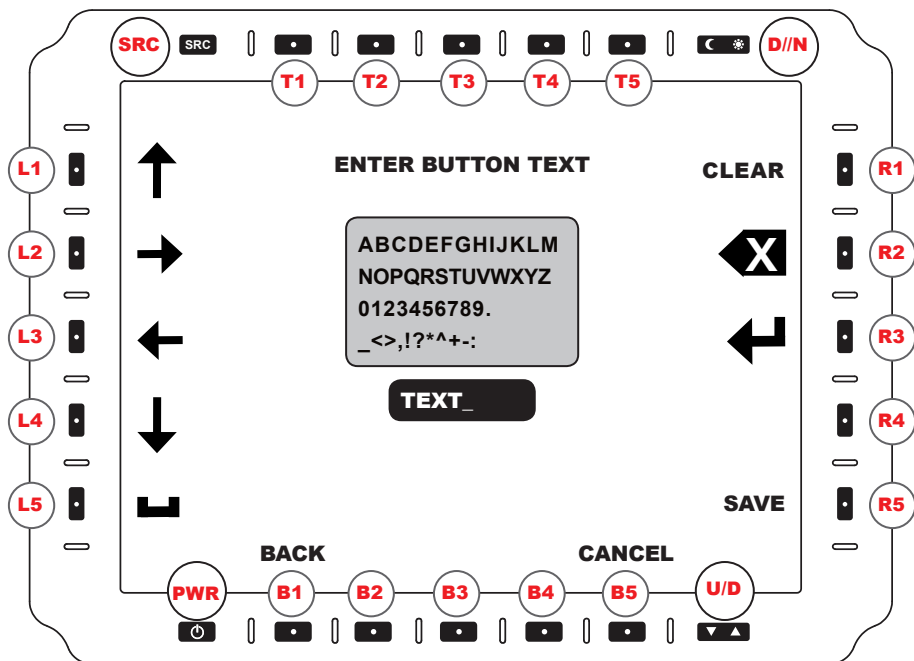 SRC SRC D//N
T1 T2 T3 T4 T5
L1 ENTER BUTTON TEXT CLEAR R1
L2 ABCDEFGHIJKLM X R2
NOPQRSTUVWXYZ
0123456789.
L3 _<>,!?*^+-: R3
L4 TEXT_ R4
L5 SAVE R5
BACK CANCEL
PWR B1 B2 B3 B4 B5 U/D